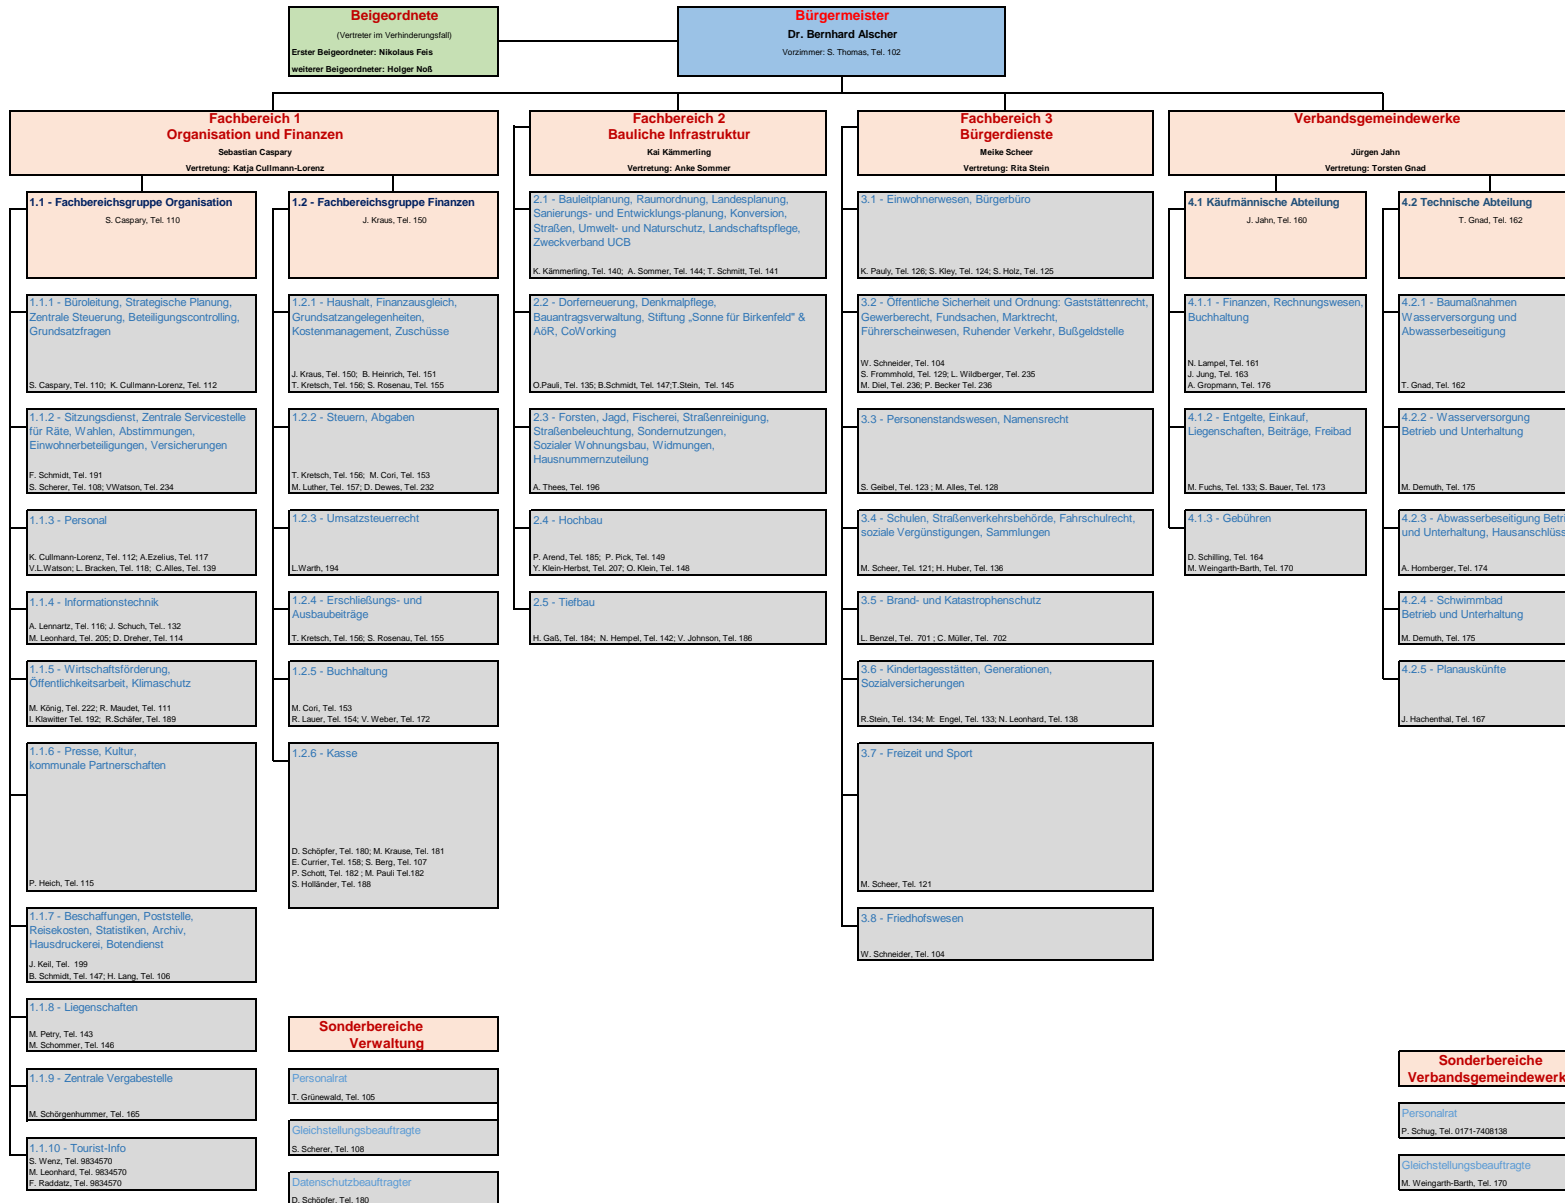 Beigeordnete
(Vertreter im Verhinderungsfall)
Erster Beigeordneter: Nikolaus Feis
weiterer Beigeordneter: Holger Noß
Bürgermeister
Dr. Bernhard Alscher
Vorzimmer: S. Thomas, Tel. 102
Fachbereich 1
Organisation und Finanzen
Sebastian Caspary
Vertretung: Katja Cullmann-Lorenz
1.1 - Fachbereichsgruppe Organisation
S. Caspary, Tel. 110
1.1.1 - Büroleitung, Strategische Planung,
Zentrale Steuerung, Beteiligungscontrolling,
Grundsatzfragen
S. Caspary, Tel. 110; K. Cullmann-Lorenz, Tel. 112
1.1.2 - Sitzungsdienst, Zentrale Servicestelle
für Räte, Wahlen, Abstimmungen,
Einwohnerbeteiligungen, Versicherungen
F. Schmidt, Tel. 191
S. Scherer, Tel. 108; VWatson, Tel. 234
1.1.3 - Personal
K. Cullmann-Lorenz, Tel. 112; A.Ezelius, Tel. 117
V.L.Watson; L. Bracken, Tel. 118; C.Alles, Tel. 139
1.1.4 - Informationstechnik
A. Lennartz, Tel. 116; J. Schuch, Tel.. 132
M. Leonhard, Tel. 205; D. Dreher, Tel. 114
1.1.5 - Wirtschaftsförderung,
Öffentlichkeitsarbeit, Klimaschutz
M. König, Tel. 222; R. Maudet, Tel. 111
I. Klawitter Tel. 192; R.Schäfer, Tel. 189
1.1.6 - Presse, Kultur,
kommunale Partnerschaften
P. Heich, Tel. 115
1.1.7 - Beschaffungen, Poststelle,
Reisekosten, Statistiken, Archiv,
Hausdruckerei, Botendienst
J. Keil, Tel. 199
B. Schmidt, Tel. 147; H. Lang, Tel. 106
1.1.8 - Liegenschaften
M. Petry, Tel. 143
M. Schommer, Tel. 146
1.1.9 - Zentrale Vergabestelle
M. Schörgenhummer, Tel. 165
1.1.10 - Tourist-Info
S. Wenz, Tel. 9834570
M. Leonhard, Tel. 9834570
F. Raddatz, Tel. 9834570
1.2 - Fachbereichsgruppe Finanzen
J. Kraus, Tel. 150
1.2.1 - Haushalt, Finanzausgleich,
Grundsatzangelegenheiten,
Kostenmanagement, Zuschüsse
J. Kraus, Tel. 150; B. Heinrich, Tel. 151
T. Kretsch, Tel. 156; S. Rosenau, Tel. 155
1.2.2 - Steuern, Abgaben
T. Kretsch, Tel. 156; M. Cori, Tel. 153
M. Luther, Tel. 157; D. Dewes, Tel. 232
1.2.3 - Umsatzsteuerrecht
L.Warth, 194
1.2.4 - Erschließungs- und
Ausbaubeiträge
T. Kretsch, Tel. 156; S. Rosenau, Tel. 155
1.2.5 - Buchhaltung
M. Cori, Tel. 153
R. Lauer, Tel. 154; V. Weber, Tel. 172
1.2.6 - Kasse
D. Schöpfer, Tel. 180; M. Krause, Tel. 181
E. Currier, Tel. 158; S. Berg, Tel. 107
P. Schott, Tel. 182 ; M. Pauli Tel.182
S. Holländer, Tel. 188
Sonderbereiche
Verwaltung
Personalrat
T. Grünewald, Tel. 105
Gleichstellungsbeauftragte
S. Scherer, Tel. 108
Datenschutzbeauftragter
D. Schöpfer, Tel. 180
Fachbereich 2
Bauliche Infrastruktur
Kai Kämmerling
Vertretung: Anke Sommer
2.1 - Bauleitplanung, Raumordnung, Landesplanung,
Sanierungs- und Entwicklungs-planung, Konversion,
Straßen, Umwelt- und Naturschutz, Landschaftspflege,
Zweckverband UCB
K. Kämmerling, Tel. 140; A. Sommer, Tel. 144; T. Schmitt, Tel. 141
2.2 - Dorferneuerung, Denkmalpflege,
Bauantragsverwaltung, Stiftung „Sonne für Birkenfeld" &
AöR, CoWorking
O.Pauli, Tel. 135; B.Schmidt, Tel. 147;T.Stein, Tel. 145
2.3 - Forsten, Jagd, Fischerei, Straßenreinigung,
Straßenbeleuchtung, Sondernutzungen,
Sozialer Wohnungsbau, Widmungen,
Hausnummernzuteilung
A. Thees, Tel. 196
2.4 - Hochbau
P. Arend, Tel. 185; P. Pick, Tel. 149
Y. Klein-Herbst, Tel. 207; O. Klein, Tel. 148
2.5 - Tiefbau
H. Gaß, Tel. 184; N. Hempel, Tel. 142; V. Johnson, Tel. 186
Fachbereich 3
Bürgerdienste
Meike Scheer
Vertretung: Rita Stein
3.1 - Einwohnerwesen, Bürgerbüro
K. Pauly, Tel. 126; S. Kley, Tel. 124; S. Holz, Tel. 125
3.2 - Öffentliche Sicherheit und Ordnung: Gaststättenrecht,
Gewerberecht, Fundsachen, Marktrecht,
Führerscheinwesen, Ruhender Verkehr, Bußgeldstelle
W. Schneider, Tel. 104
S. Frommhold, Tel. 129; L. Wildberger, Tel. 235
M. Diel, Tel. 236; P. Becker Tel. 236
3.3 - Personenstandswesen, Namensrecht
S. Geibel, Tel. 123 ; M. Alles, Tel. 128
3.4 - Schulen, Straßenverkehrsbehörde, Fahrschulrecht,
soziale Vergünstigungen, Sammlungen
M. Scheer, Tel. 121; H. Huber, Tel. 136
3.5 - Brand- und Katastrophenschutz
L. Benzel, Tel. 701 ; C. Müller, Tel. 702
3.6 - Kindertagesstätten, Generationen,
Sozialversicherungen
R.Stein, Tel. 134; M: Engel, Tel. 133; N. Leonhard, Tel. 138
3.7 - Freizeit und Sport
M. Scheer, Tel. 121
3.8 - Friedhofswesen
W. Schneider, Tel. 104
Verbandsgemeindewerke
Jürgen Jahn
Vertretung: Torsten Gnad
4.1 Käufmännische Abteilung
J. Jahn, Tel. 160
4.1.1 - Finanzen, Rechnungswesen,
Buchhaltung
N. Lampel, Tel. 161
J. Jung, Tel. 163
A. Gropmann, Tel. 176
4.1.2 - Entgelte, Einkauf,
Liegenschaften, Beiträge, Freibad
M. Fuchs, Tel. 133; S. Bauer, Tel. 173
4.1.3 - Gebühren
D. Schilling, Tel. 164
M. Weingarth-Barth, Tel. 170
4.2 Technische Abteilung
T. Gnad, Tel. 162
4.2.1 - Baumaßnahmen
Wasserversorgung und
Abwasserbeseitigung
T. Gnad, Tel. 162
4.2.2 - Wasserversorgung
Betrieb und Unterhaltung
M. Demuth, Tel. 175
4.2.3 - Abwasserbeseitigung Betri
und Unterhaltung, Hausanschlüss
A. Homberger, Tel. 174
4.2.4 - Schwimmbad
Betrieb und Unterhaltung
M. Demuth, Tel. 175
4.2.5 - Planauskünfte
J. Hachenthal, Tel. 167
Sonderbereiche
Verbandsgemeindewerk
Personalrat
P. Schug, Tel. 0171-7408138
Gleichstellungsbeauftragte
M. Weingarth-Barth, Tel. 170